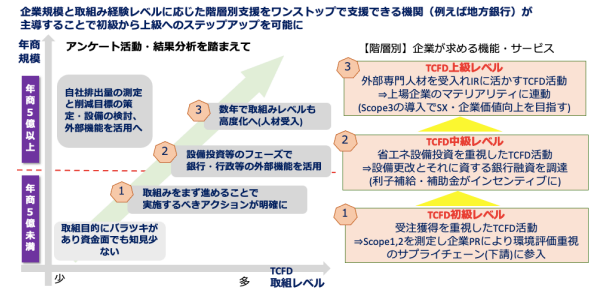 企業規模と取組み経験レベルに応じた階層別支援をワンストップで支援できる機関（例えば地方銀行）が
主導することで初級から上級へのステップアップを可能に
年商
規模
アンケート活動・結果分析を踏まえて
年商5億以上
年商5億未満
自社排出量の測定
と削減目標の策
定・設備の検討、
外部機能を活用へ
3
数年で取組みレベルも
高度化へ(人材受入)
2
設備投資等のフェーズで
銀行・行政等の外部機能を活用
1
取組みをまず進めることで
実施するべきアクションが明確に
取組目的にバラツキ
があり資金面でも知見少
ない
少
多
TCFD
取組レベル
【階層別】企業が求める機能・サービス
3
TCFD上級レベル
外部専門人材を受入れIRに活かすTCFD活動
⇒上場企業のマテリアリティに連動
(Scope3の導入でSX・企業価値向上を目指す)
2
TCFD中級レベル
省エネ設備投資を重視したTCFD活動
⇒設備更改とそれに資する銀行融資を調達
(利子補給・補助金がインセンティブに)
1
TCFD初級レベル
受注獲得を重視したTCFD活動
⇒Scope1,2を測定し企業PRにより環境評価重視
のサプライチェーン(下請)に参入